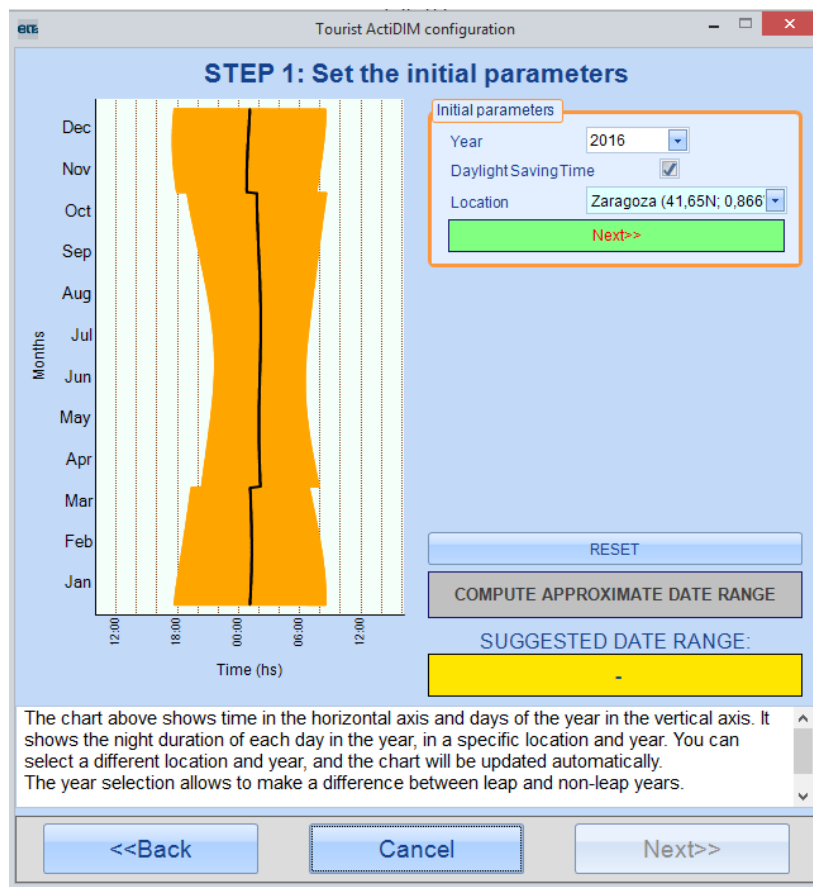 eITs
Tourist ActiDIM configuration
STEP 1: Set the initial parameters
Dec
Nov
Oct
Sep
Aug
Jul
Jun
May
Apr
Mar
Feb
Jan
Months
12:00
18:00
00:00
06:00
12:00
Time (hs)
Initial parameters
Year
2016
Daylight Saving Time
Location
Zaragoza (41,65N; 0,866
Next>>
RESET
COMPUTE APPROXIMATE DATE RANGE
SUGGESTED DATE RANGE:
-
The chart above shows time in the horizontal axis and days of the year in the vertical axis. It
shows the night duration of each day in the year, in a specific location and year. You can
select a different location and year, and the chart will be updated automatically.
The year selection allows to make a difference between leap and non-leap years.
<<Back
Cancel
Next>>